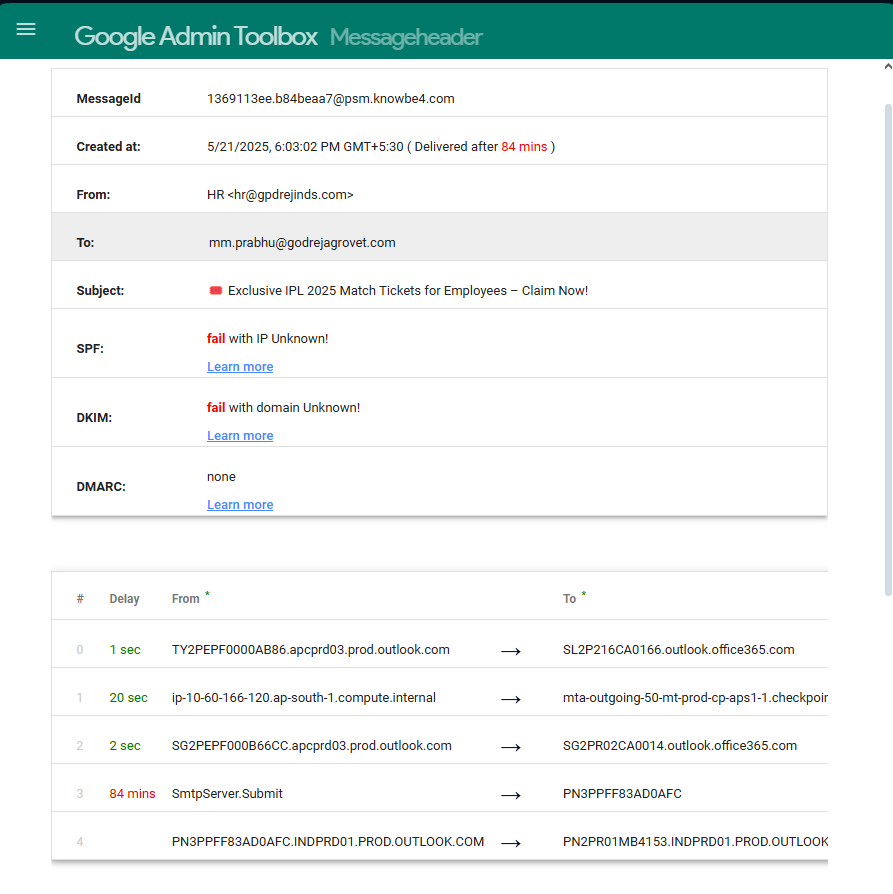 Google Admin Toolbox Messageheader
MessageId 1369113ee.b84beaa7@psm.knowbe4.com
Created at: 5/21/2025, 6:03:02 PM GMT+5:30 ( Delivered after 84 mins )
From: HR <hr@gpdrejinds.com>
To: mm.prabhu@godrejagrovet.com
Subject: 🎟️ Exclusive IPL 2025 Match Tickets for Employees – Claim Now!
SPF: fail with IP Unknown!
Learn more
DKIM: fail with domain Unknown!
Learn more
DMARC: none
Learn more
# Delay From * To *
0 1 sec TY2PEPF0000AB86.apcprd03.prod.outlook.com → SL2P216CA0166.outlook.office365.com
1 20 sec ip-10-60-166-120.ap-south-1.compute.internal → mta-outgoing-50-mt-prod-cp-aps1-1.checkpoin
2 2 sec SG2PEPF000B66CC.apcprd03.prod.outlook.com → SG2PR02CA0014.outlook.office365.com
3 84 mins SmtpServer.Submit → PN3PPFF83AD0AFC
4 PN3PPFF83AD0AFC.INDPRD01.PROD.OUTLOOK.COM → PN2PR01MB4153.INDPRD01.PROD.OUTLOOK